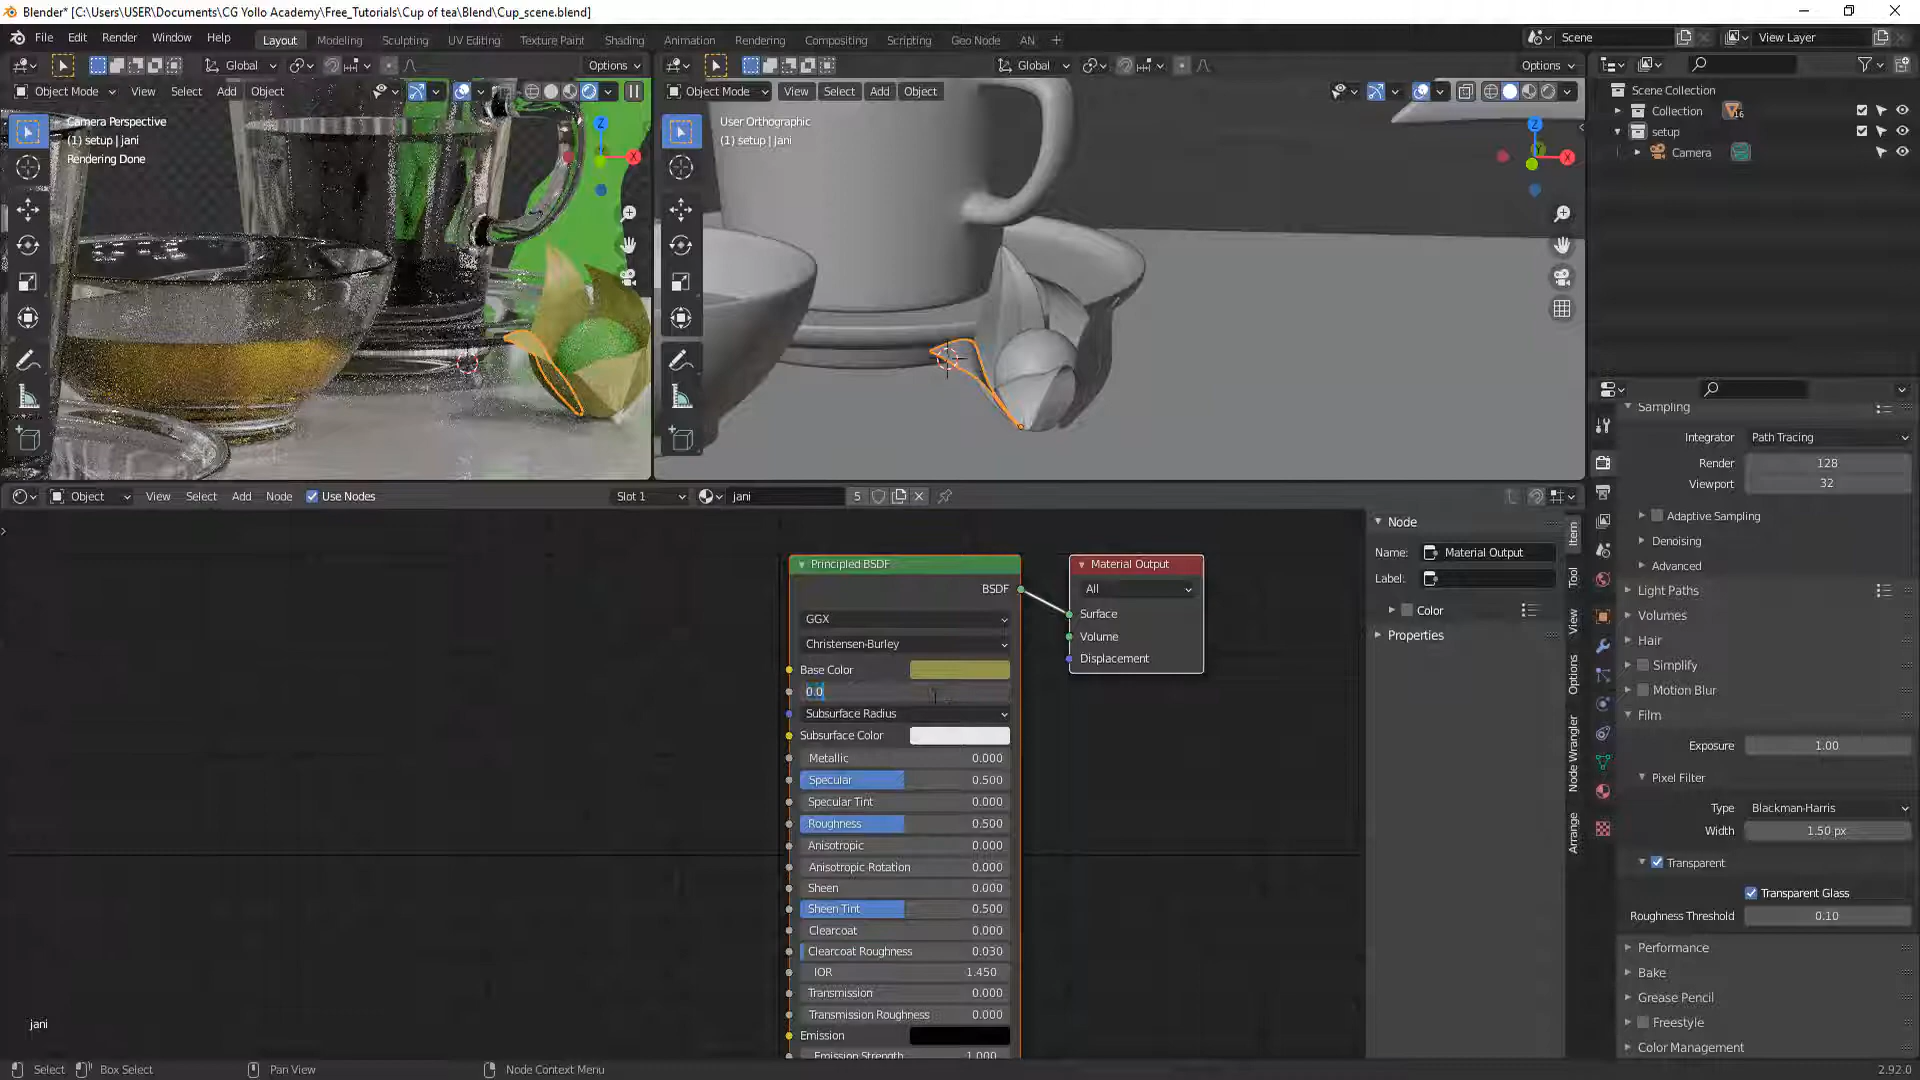 Blender* [C:\Users\USER\Documents\CG Yollo Academy\Free_Tutorials\Cup of tea\Blend\Cup_scene.blend]
File Edit Render Window Help Layout Modeling Sculpting UV Editing Texture Paint Shading Animation Rendering Compositing Scripting Geo Node AN + Scene View Layer
Global Options Global Options
Object Mode View Select Add Object Object Mode View Select Add Object
Scene Collection
Collection 16
setup
Camera
Camera Perspective
(1) setup | jani
Rendering Done
Z
X
User Orthographic
(1) setup | jani
Z
X
Sampling
Integrator Path Tracing
Render 128
Viewport 32
Adaptive Sampling
Denoising
Advanced
Light Paths
Volumes
Hair
Simplify
Motion Blur
Film
Exposure 1.00
Pixel Filter
Type Blackman-Harris
Width 1.50 px
Transparent
Transparent Glass
Roughness Threshold 0.10
Performance
Bake
Grease Pencil
Freestyle
Color Management
Object View Select Add Node Use Nodes Slot 1 jani 5
Principled BSDF
BSDF
GGX
Christensen-Burley
Base Color
0.0
Subsurface Radius
Subsurface Color
Metallic 0.000
Specular 0.500
Specular Tint 0.000
Roughness 0.500
Anisotropic 0.000
Anisotropic Rotation 0.000
Sheen 0.000
Sheen Tint 0.500
Clearcoat 0.000
Clearcoat Roughness 0.030
IOR 1.450
Transmission 0.000
Transmission Roughness 0.000
Emission
Emission Strength 1.000
Material Output
All
Surface
Volume
Displacement
Node
Name: Material Output
Label:
Color
Properties
Item
Tool
View
Options
Node Wrangler
Arrange
jani
Select Box Select Pan View Node Context Menu 2.92.0